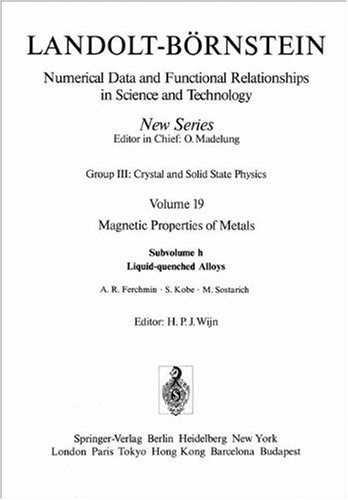 LANDOLT-BÖRNSTEIN
Numerical Data and Functional Relationships
in Science and Technology
New Series
Editor in Chief: O. Madelung
Group III: Crystal and Solid State Physics
Volume 19
Magnetic Properties of Metals
Subvolume h
Liquid-quenched Alloys
A. R. Ferchmin · S. Kobe · M. Sostarich
Editor: H. P. J. Wijn
Springer-Verlag Berlin Heidelberg New York
London Paris Tokyo Hong Kong Barcelona Budapest